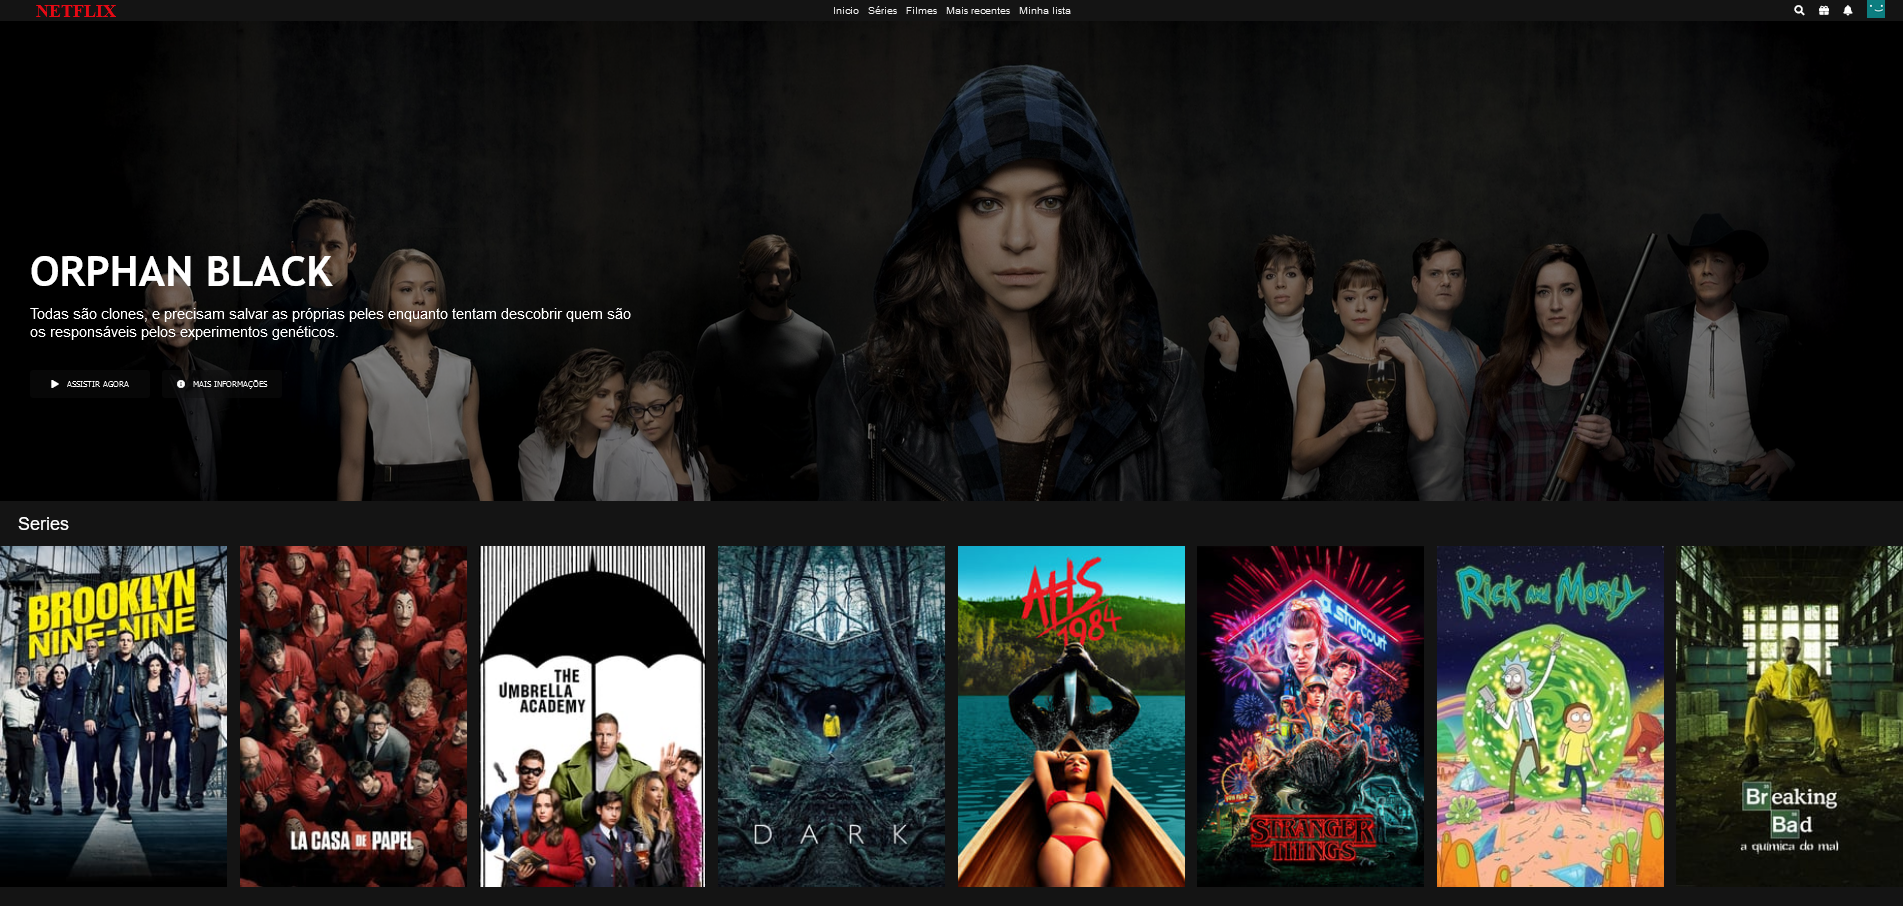 NETFLIX
Inicio Séries Filmes Mais recentes Minha lista
ORPHAN BLACK
Todas são clones, e precisam salvar as próprias peles enquanto tentam descobrir quem são
os responsáveis pelos experimentos genéticos.
ASSISTIR AGORA MAIS INFORMAÇÕES
Series
BROOKLYN
NINE-NINE
LA CASA DE PAPEL
THE
UMBRELLA
ACADEMY
DARK
AHS
1984
Starcourt
STRANGER
THINGS
Rick and Morty
Breaking
Bad
a química do mal